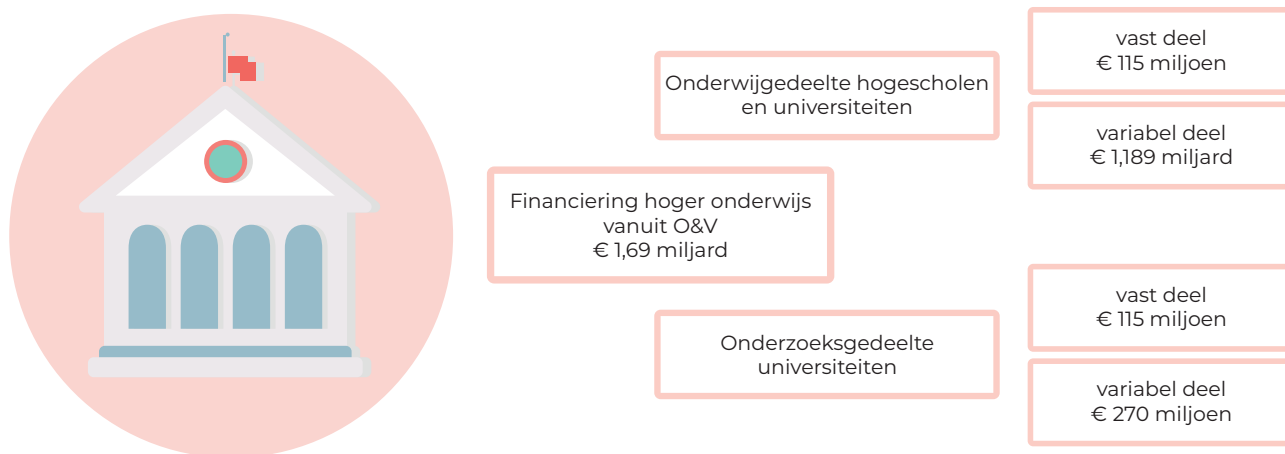 Financiering hoger onderwijs
vanuit O&V
€ 1,69 miljard
Onderwijgedeelte hogescholen
en universiteiten
vast deel
€ 115 miljoen
variabel deel
€ 1,189 miljard
Onderzoeksgedeelte
universiteiten
vast deel
€ 115 miljoen
variabel deel
€ 270 miljoen